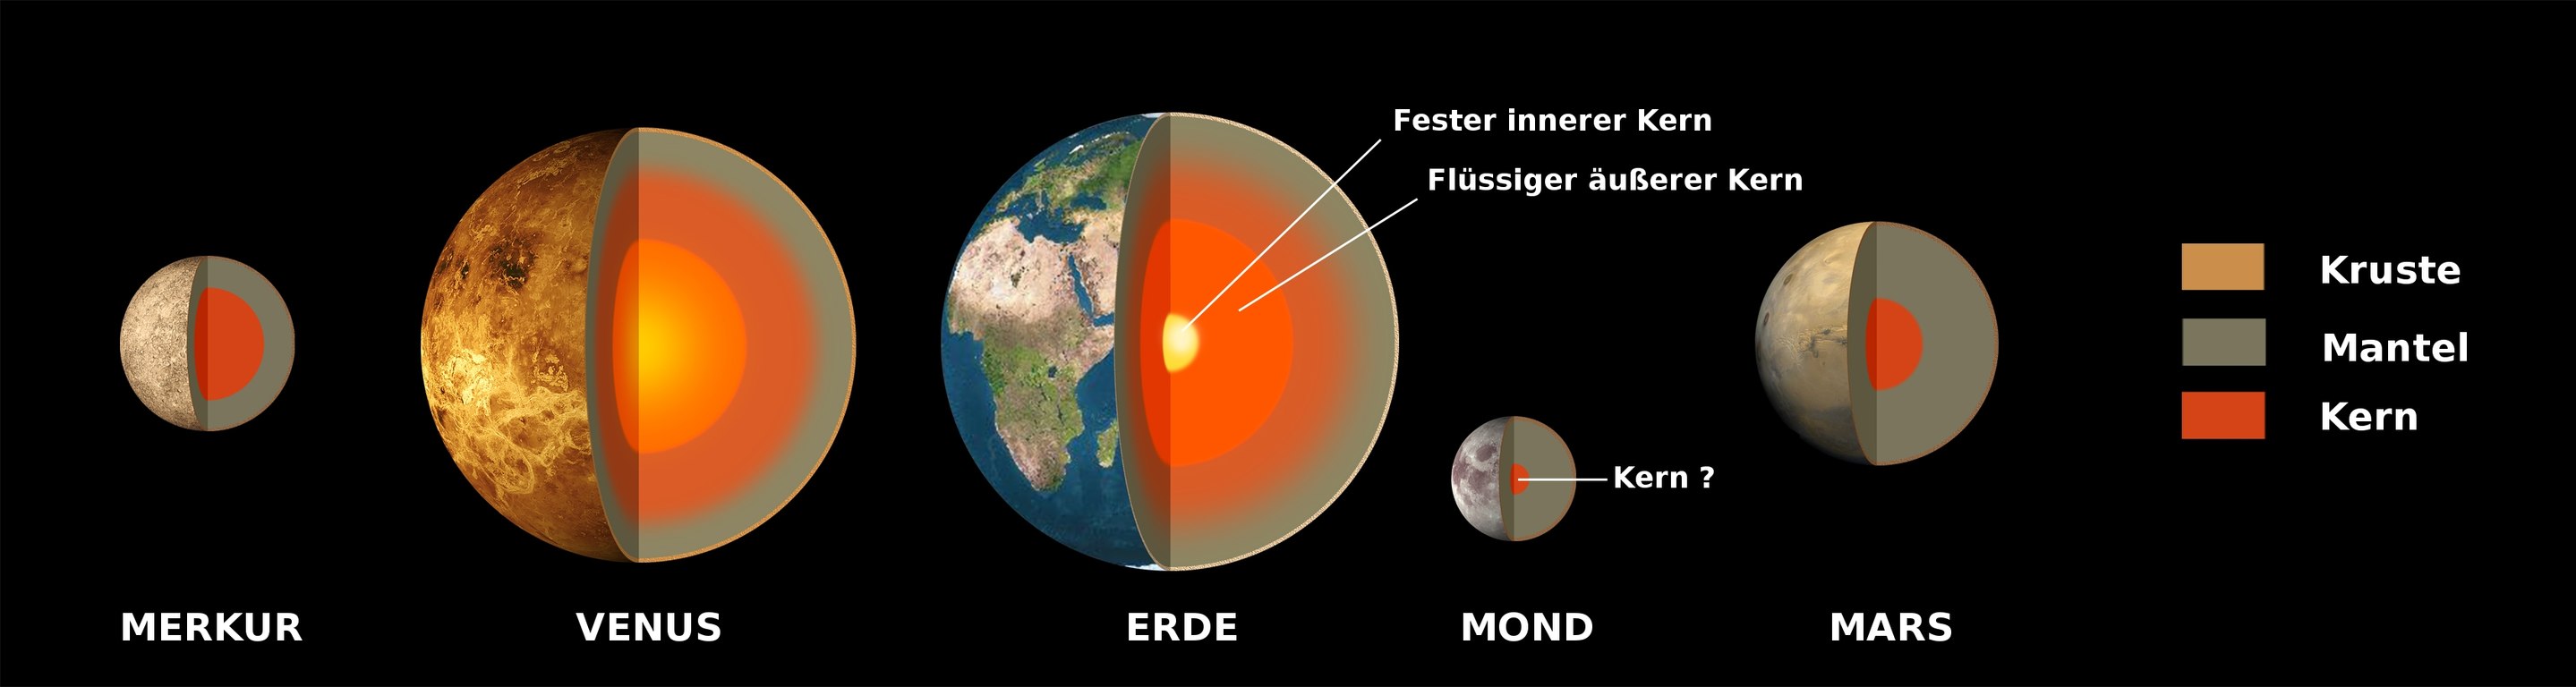 Fester innerer Kern
Flüssiger äußerer Kern
Kern ?
Kruste
Mantel
Kern
MERKUR
VENUS
ERDE
MOND
MARS